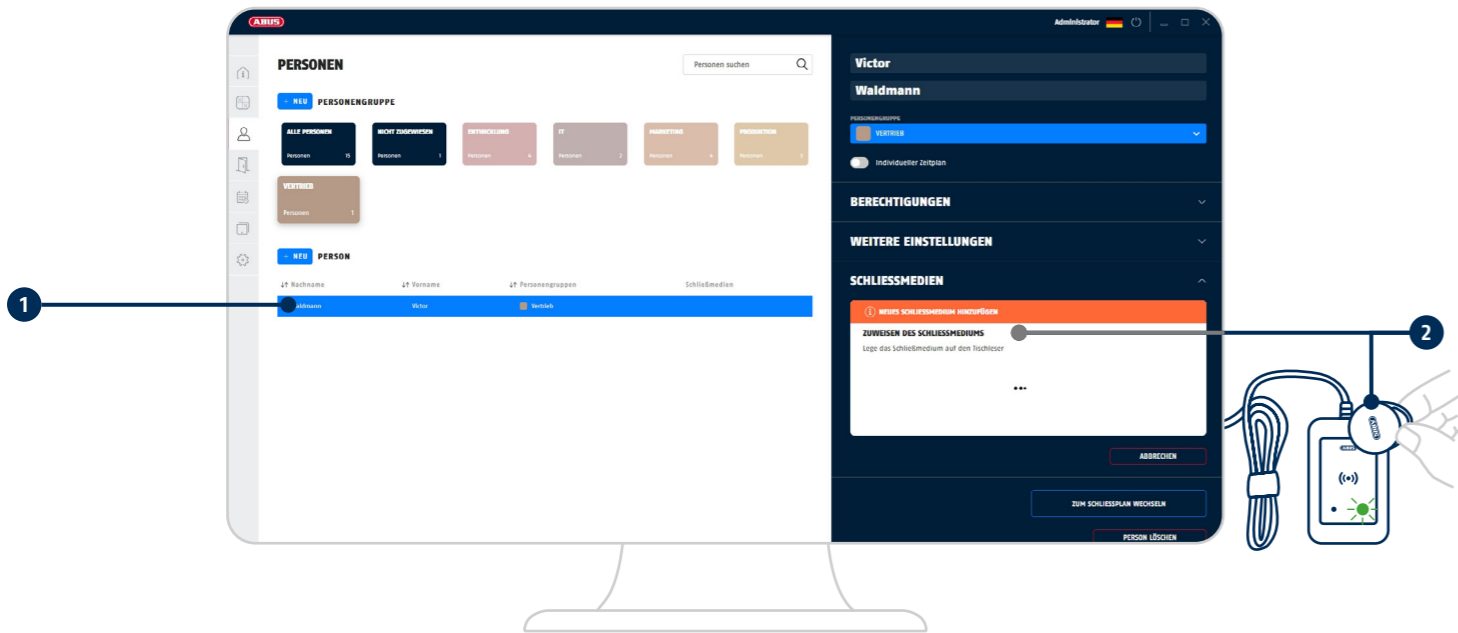 ABUS
Administrator
PERSONEN
Personen suchen
+ NEU PERSONENGRUPPE
ALLE PERSONEN
Personen 15
NICHT ZUGEWIESEN
Personen 1
ENTWICKLUNG
Personen 4
IT
Personen 2
MARKETING
Personen 4
PRODUCTION
Personen 3
VERTRIEB
Personen 1
+ NEU PERSON
Nachname Vorname Personengruppen Schließmedien
aldmann Victor Vertrieb
1
Victor
Waldmann
PERSONENGRUPPE
VERTRIEB
Individueller Zeitplan
BERECHTIGUNGEN
WEITERE EINSTELLUNGEN
SCHLIESSMEDIEN
NEUES SCHLIESSMEDIUM HINZUFÜGEN
ZUWEISEN DES SCHLIESSMEDIUMS
Lege das Schließmedium auf den Tischleser
ABBRECHEN
ZUM SCHLIESSPLAN WECHSELN
PERSON LÖSCHEN
2
ABUS